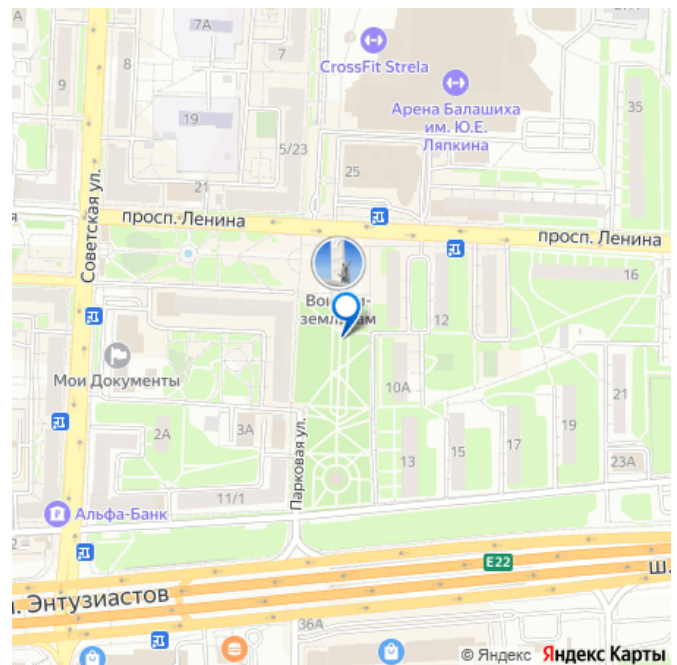 А
7А
8
7
9
CrossFit Strela
Арена Балашиха
им. Ю.Е.
Ляпкина
35
19
5/23
25
21
просп. Ленина
просп. Ленина
Советская ул.
16
12
Мои Документы
10А
21
2А
3А
19
17
15
13
23А
Парковая ул.
11/1
Альфа-Банк
2
E22
Энтузиастов
ш.
36А
© Яндекс Яндекс Карты